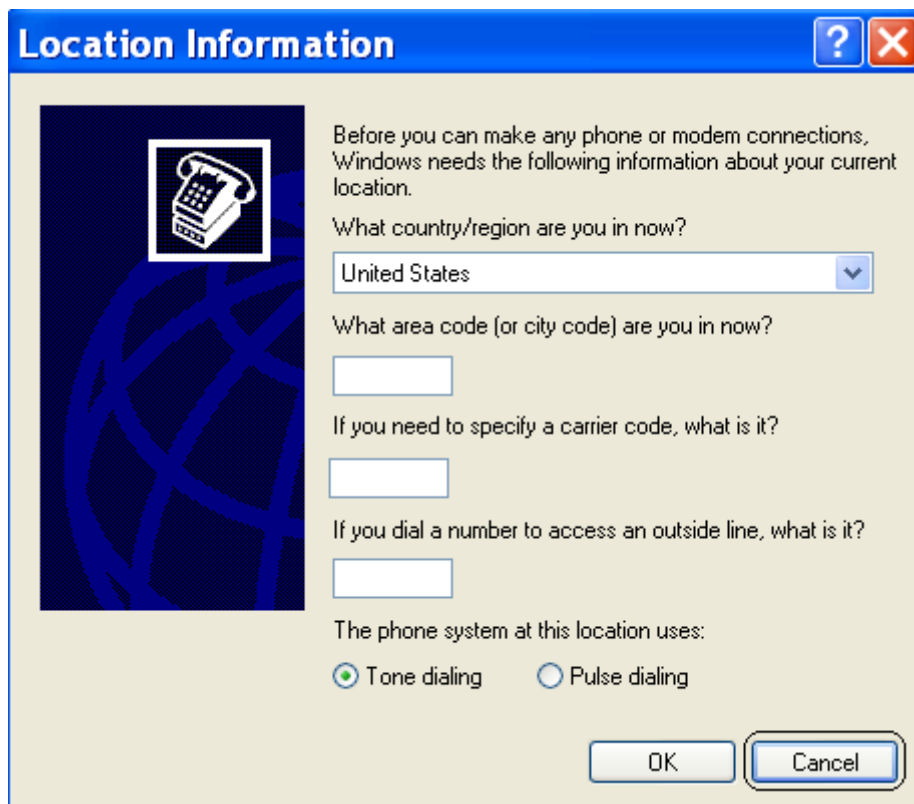 Location Information
?
Before you can make any phone or modem connections,
Windows needs the following information about your current
location.
What country/region are you in now?
United States
What area code (or city code) are you in now?
If you need to specify a carrier code, what is it?
If you dial a number to access an outside line, what is it?
The phone system at this location uses:
Tone dialing Pulse dialing
OK Cancel